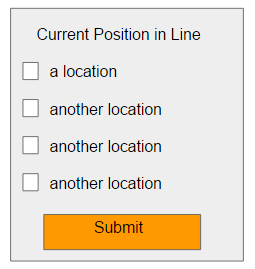 Current Position in Line
a location
another location
another location
another location
Submit